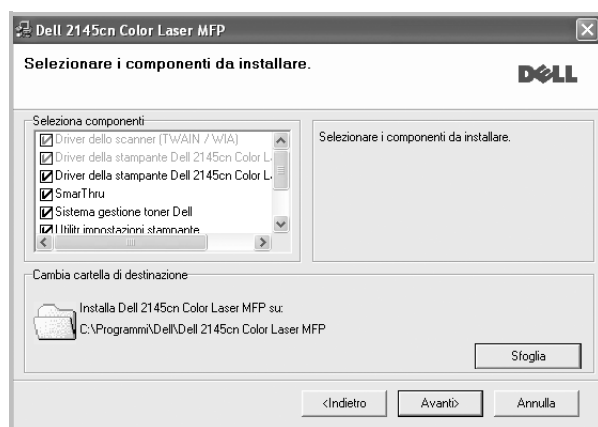 Dell 2145cn Color Laser MFP
Selezionare i componenti da installare.
DELL
Seleziona componenti
Driver dello scanner (TWAIN / WIA)
Driver della stampante Dell 2145cn Color L
Driver della stampante Dell 2145cn Color L
SmarThru
Sistema gestione toner Dell
Utilitr impostazioni stampante
Selezionare i componenti da installare.
Cambia cartella di destinazione
Installa Dell 2145cn Color Laser MFP su:
C:\Programmi\Dell\Dell 2145cn Color Laser MFP
Sfoglia
<Indietro
Avanti>
Annulla